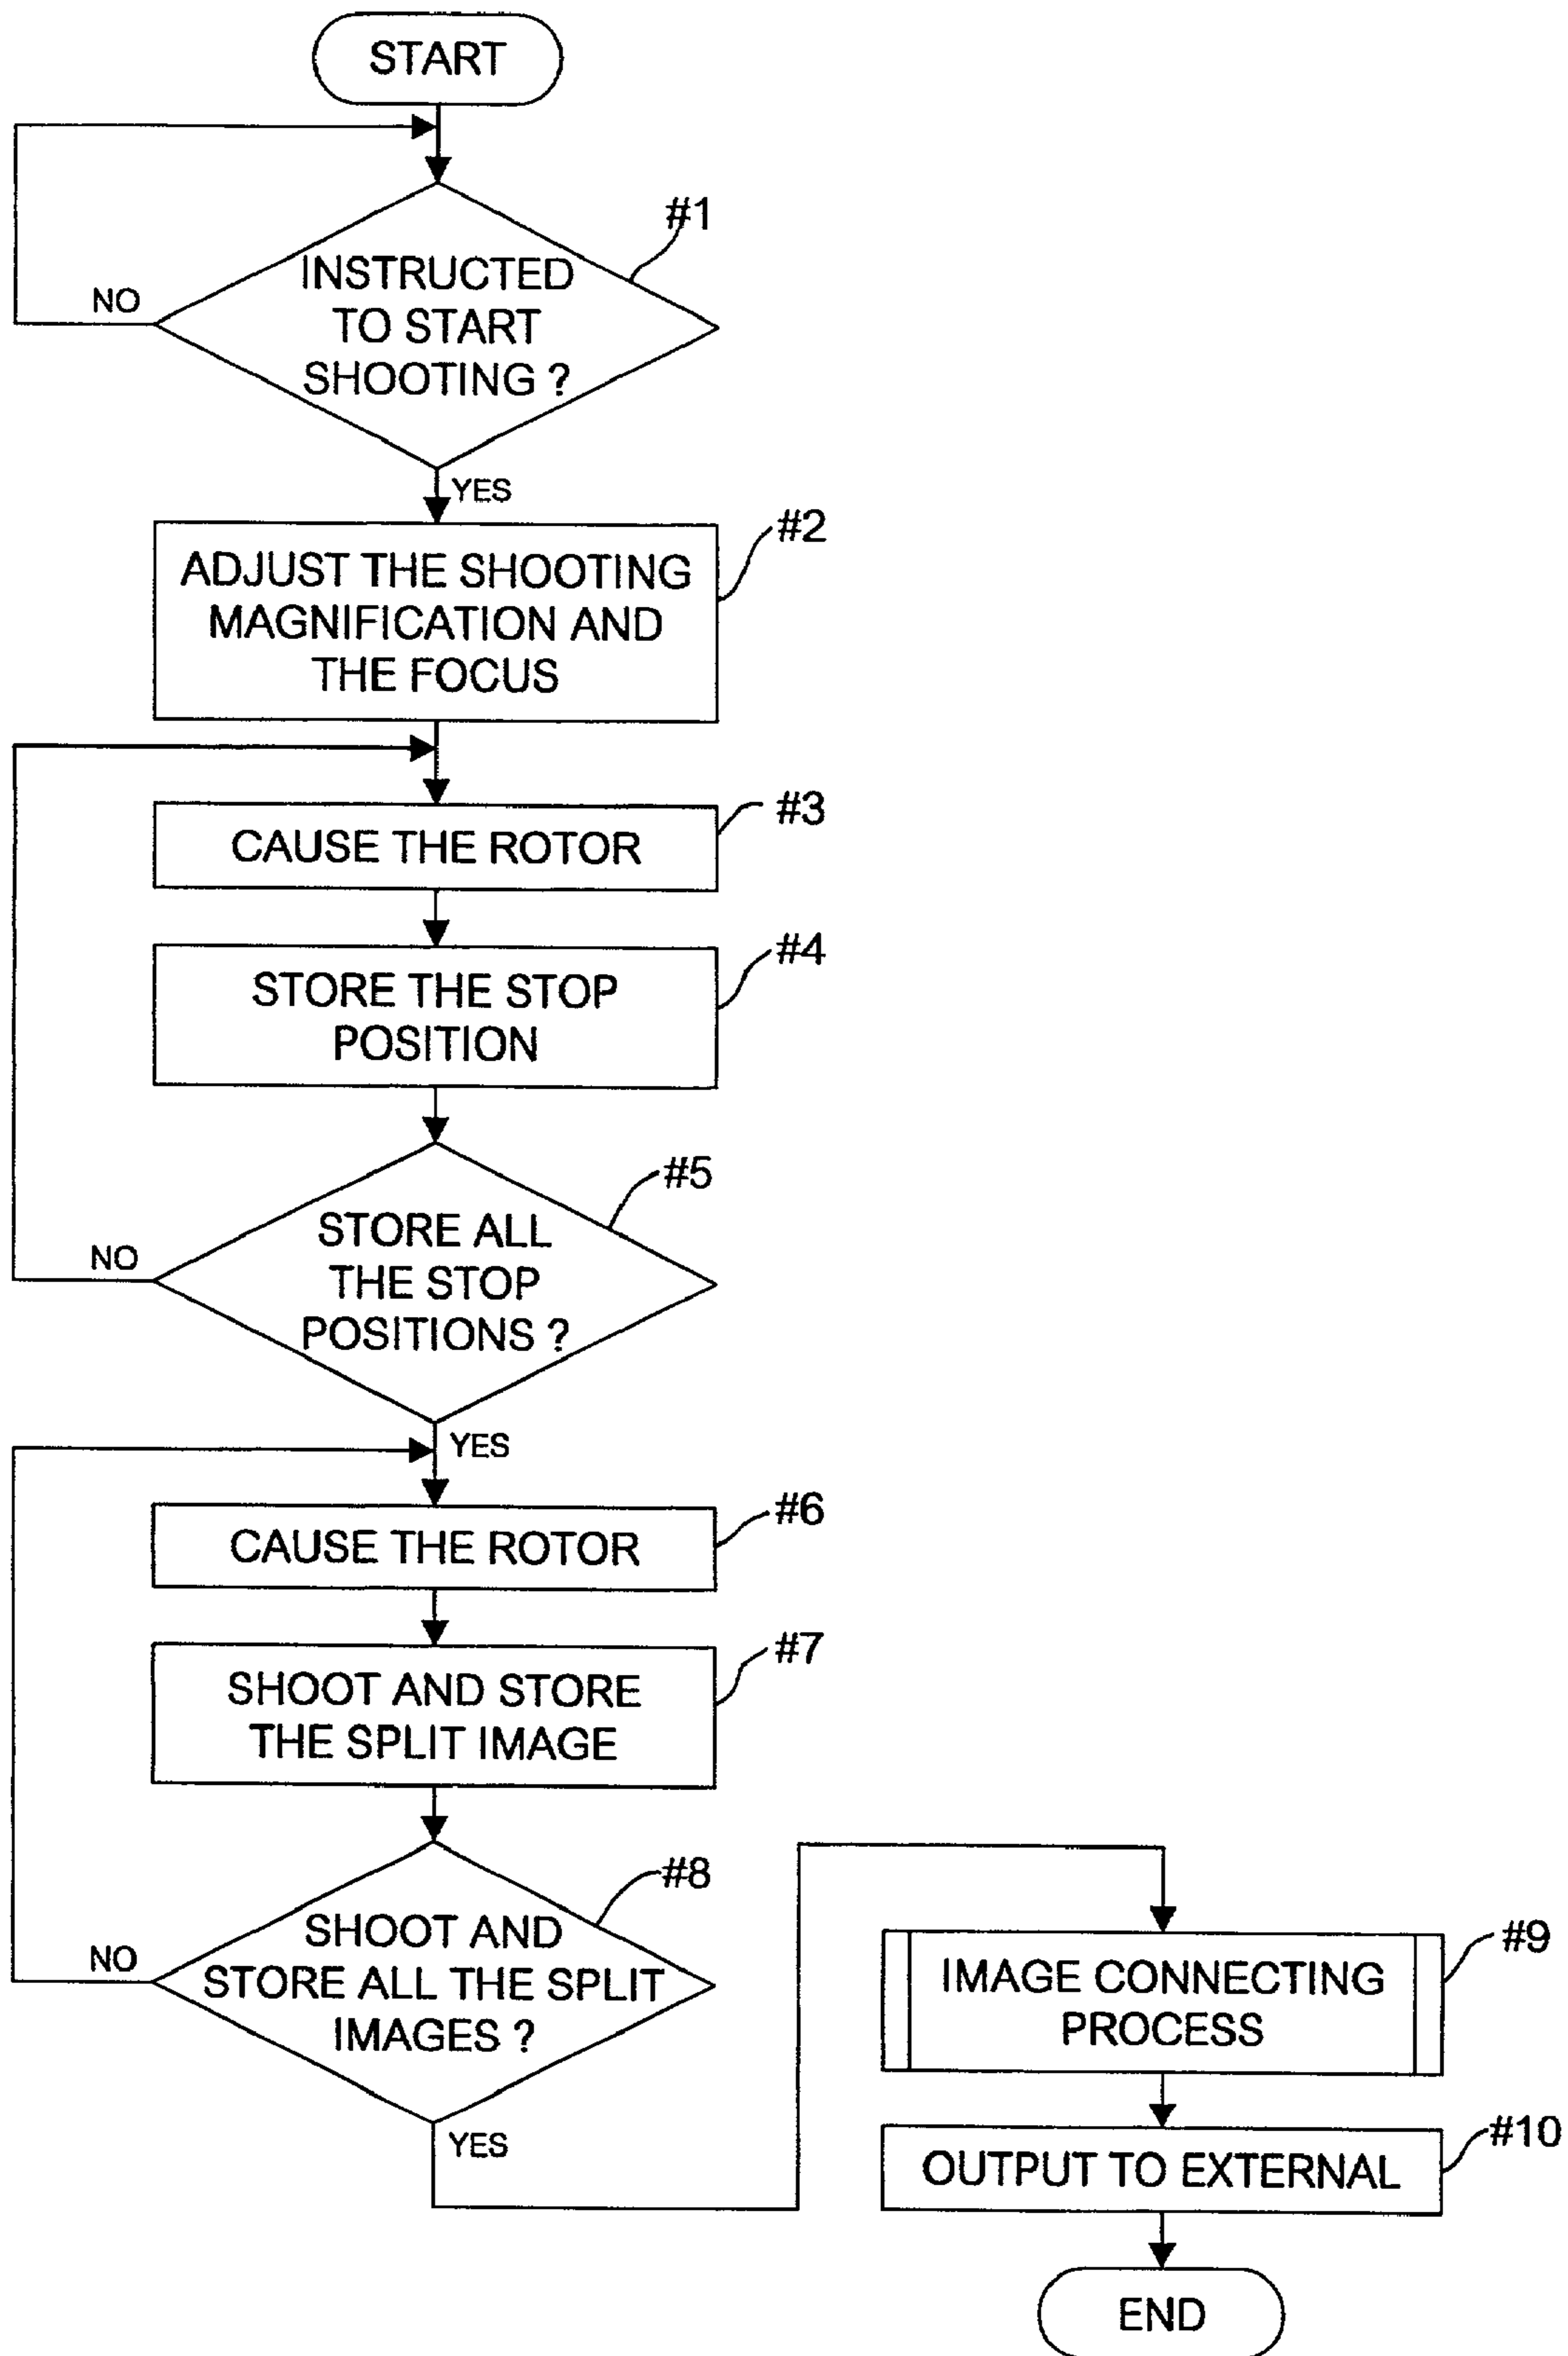 START
#1
INSTRUCTED
TO START
SHOOTING ?
NO
YES
#2
ADJUST THE SHOOTING
MAGNIFICATION AND
THE FOCUS
#3
CAUSE THE ROTOR
#4
STORE THE STOP
POSITION
#5
STORE ALL
THE STOP
POSITIONS ?
NO
YES
#6
CAUSE THE ROTOR
#7
SHOOT AND STORE
THE SPLIT IMAGE
#8
SHOOT AND
STORE ALL THE SPLIT
IMAGES ?
NO
YES
#9
IMAGE CONNECTING
PROCESS
#10
OUTPUT TO EXTERNAL
END